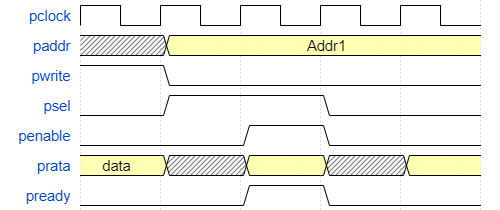 pclock
paddr Addr1
pwrite
psel
penable
prata data
pready